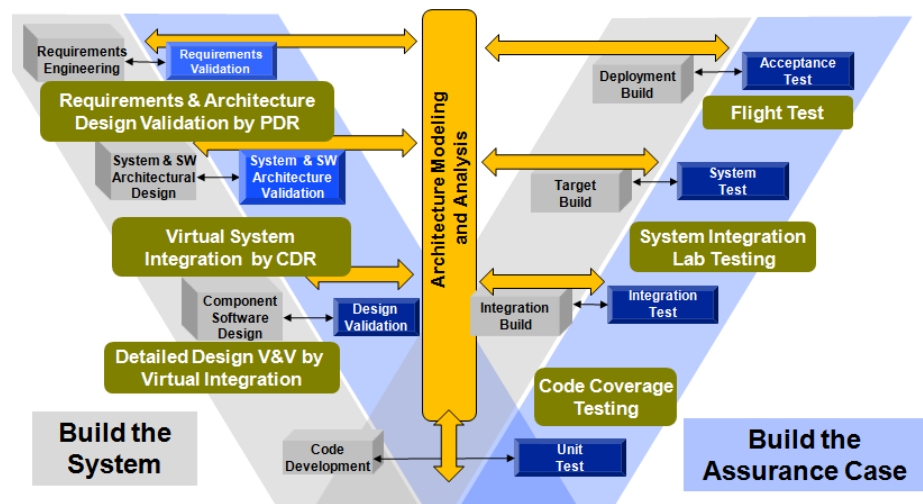 Requirements
Engineering
Requirements
Validation
Requirements & Architecture
Design Validation by PDR
System & SW
Architectural
Design
System & SW
Architecture
Validation
Virtual System
Integration by CDR
Component
Software
Design
Design
Validation
Detailed Design V&V by
Virtual Integration
Build the
System
Code
Development
Architecture Modeling
and Analysis
Deployment
Build
Acceptance
Test
Flight Test
Target
Build
System
Test
System Integration
Lab Testing
Integration
Build
Integration
Test
Code Coverage
Testing
Unit
Test
Build the
Assurance Case